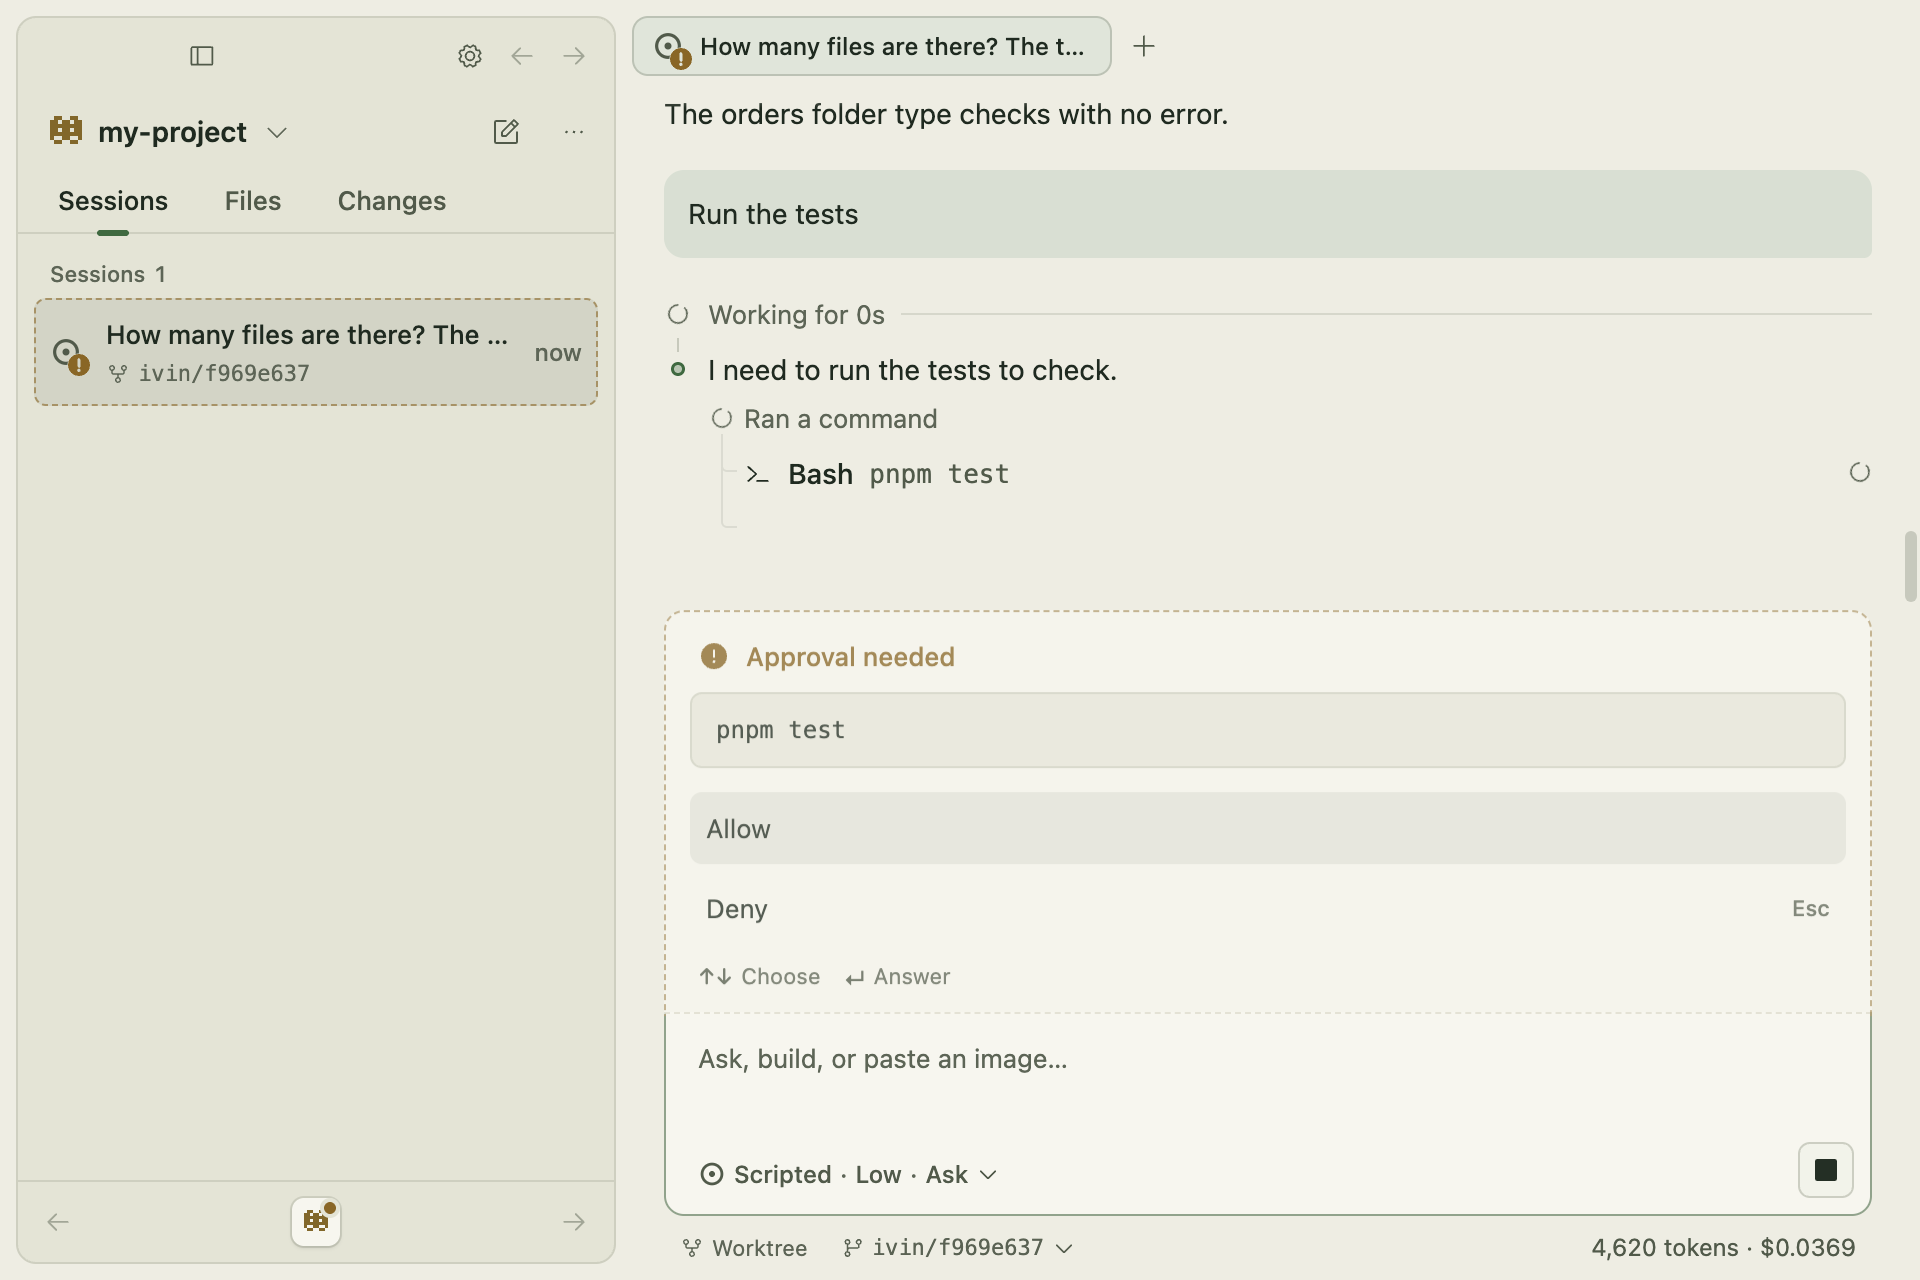 How many files are there? The t...
my-project
Sessions
Files
Changes
Sessions 1
How many files are there? The ...
now
ivin/f969e637
The orders folder type checks with no error.
Run the tests
Working for 0s
I need to run the tests to check.
Ran a command
Bash pnpm test
Approval needed
pnpm test
Allow
Deny
Esc
Choose
Answer
Ask, build, or paste an image...
Scripted · Low · Ask
Worktree
ivin/f969e637
4,620 tokens · $0.0369